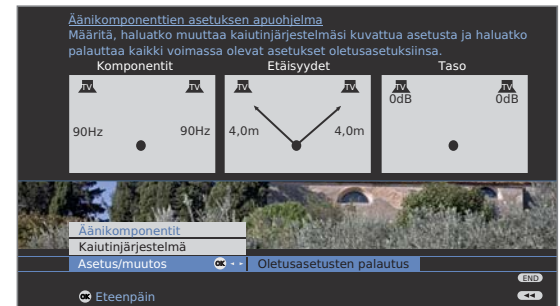 Äänikomponenttien asetuksen apuohjelma
Määritä, haluatko muuttaa kaiutinjärjestelmäsi kuvattua asetusta ja haluatko
palauttaa kaikki voimassa olevat asetukset oletusasetuksiinsa.
Komponentit Etäisyydet Taso
TV TV TV TV TV TV
0dB 0dB
90Hz 90Hz 4,0m 4,0m
Äänikomponentit
Kaiutinjärjestelmä
Asetus/muutos OK Oletusasetusten palautus
END
OK Eteenpäin